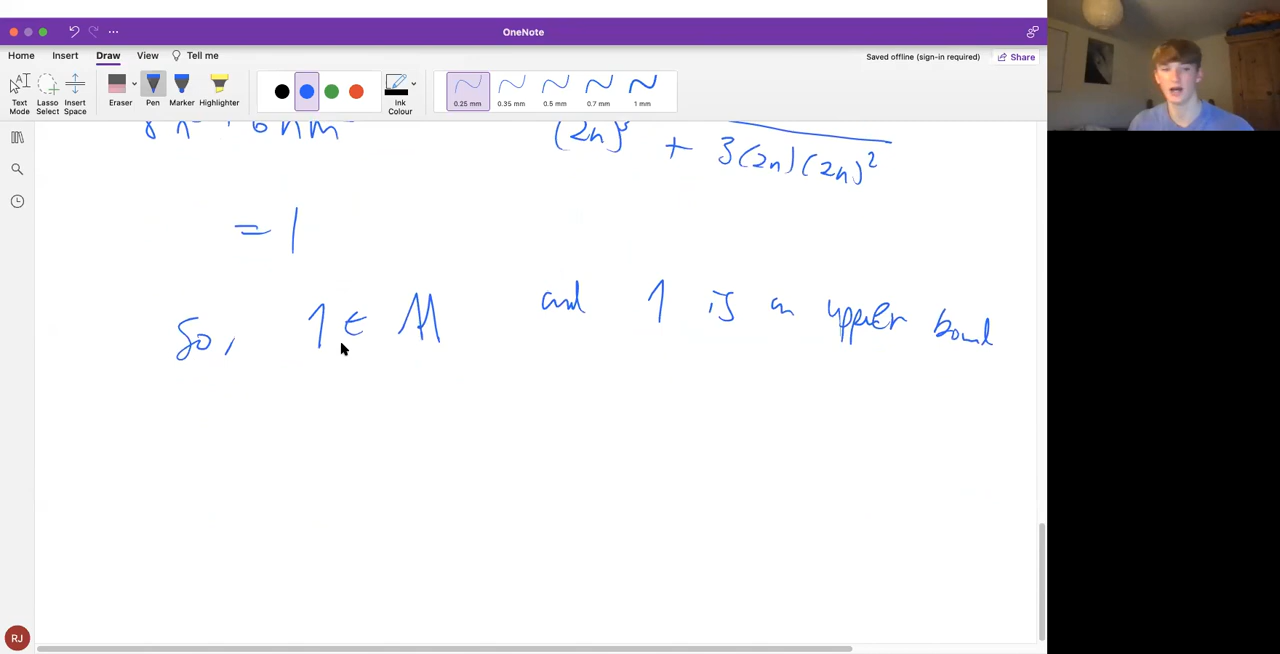 OneNote
Home Insert Draw View Tell me
Saved offline (sign-in required) Share
Text Mode
Lasso Select
Insert Space
Eraser
Pen
Marker
Highlighter
Ink Colour
0.25 mm 0.35 mm 0.5 mm 0.7 mm 1 mm
(2n)³ + 3(2n)(2n)²
= 1
So, 1 ∈ M and 1 is an upper bound
RJ